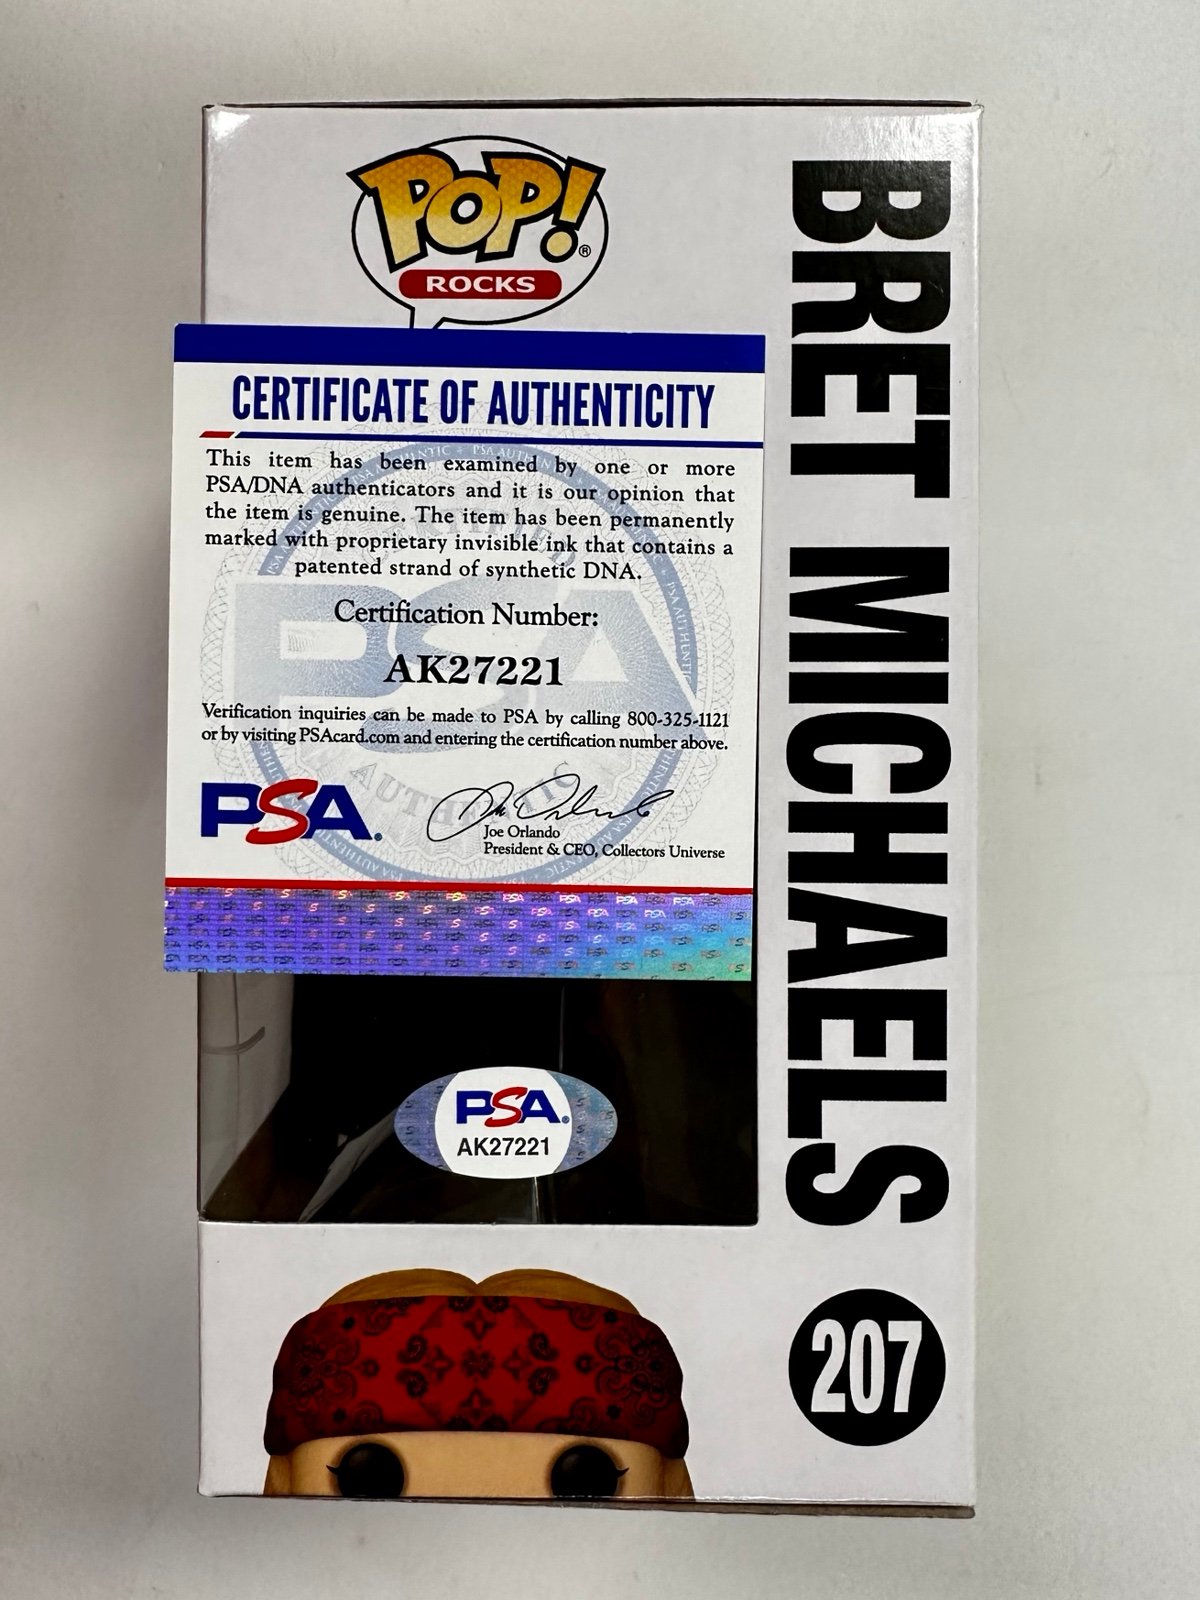 POP!®
ROCKS
CERTIFICATE OF AUTHENTICITY
This item has been examined by one or more
PSA/DNA authenticators and it is our opinion that
the item is genuine. The item has been permanently
marked with proprietary invisible ink that contains a
patented strand of synthetic DNA.
Certification Number:
AK27221
Verification inquiries can be made to PSA by calling 800-325-1121
or by visiting PSAcard.com and entering the certification number above.
PSA®
Joe Orlando
President & CEO, Collectors Universe
PSA®
AK27221
BRET MICHAELS
207